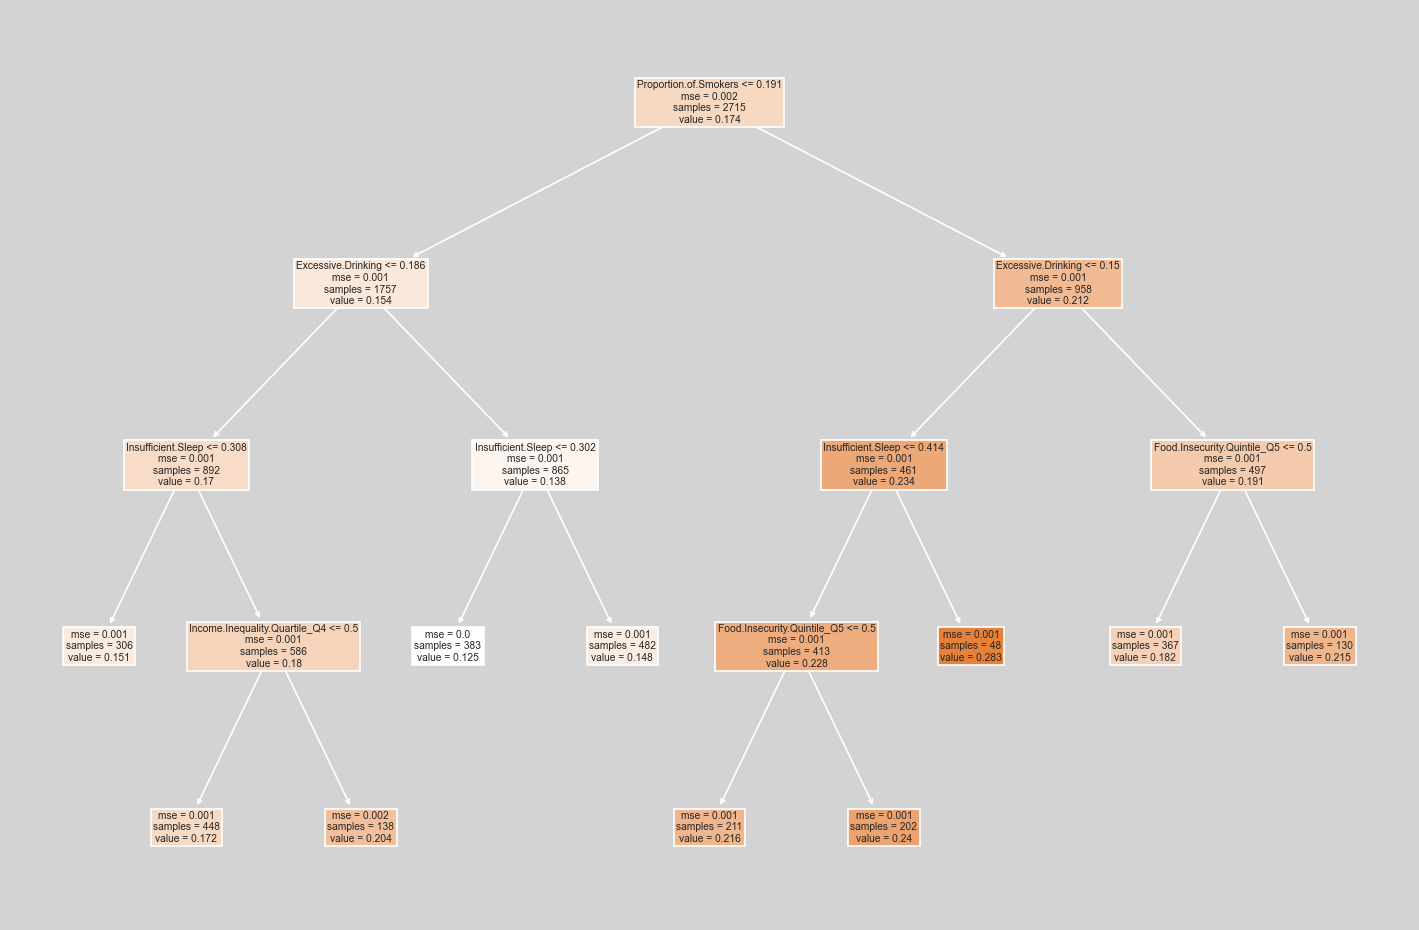 Proportion.of.Smokers <= 0.191
mse = 0.002
samples = 2715
value = 0.174
Excessive.Drinking <= 0.186
mse = 0.001
samples = 1757
value = 0.154
Excessive.Drinking <= 0.15
mse = 0.001
samples = 958
value = 0.212
Insufficient.Sleep <= 0.308
mse = 0.001
samples = 892
value = 0.17
Insufficient.Sleep <= 0.302
mse = 0.001
samples = 865
value = 0.138
Insufficient.Sleep <= 0.414
mse = 0.001
samples = 461
value = 0.234
Food.Insecurity.Quintile_Q5 <= 0.5
mse = 0.001
samples = 497
value = 0.191
mse = 0.001
samples = 306
value = 0.151
Income.Inequality.Quartile_Q4 <= 0.5
mse = 0.001
samples = 586
value = 0.18
mse = 0.0
samples = 383
value = 0.125
mse = 0.001
samples = 482
value = 0.148
Food.Insecurity.Quintile_Q5 <= 0.5
mse = 0.001
samples = 413
value = 0.228
mse = 0.001
samples = 48
value = 0.283
mse = 0.001
samples = 367
value = 0.182
mse = 0.001
samples = 130
value = 0.215
mse = 0.001
samples = 448
value = 0.172
mse = 0.002
samples = 138
value = 0.204
mse = 0.001
samples = 211
value = 0.216
mse = 0.001
samples = 202
value = 0.24